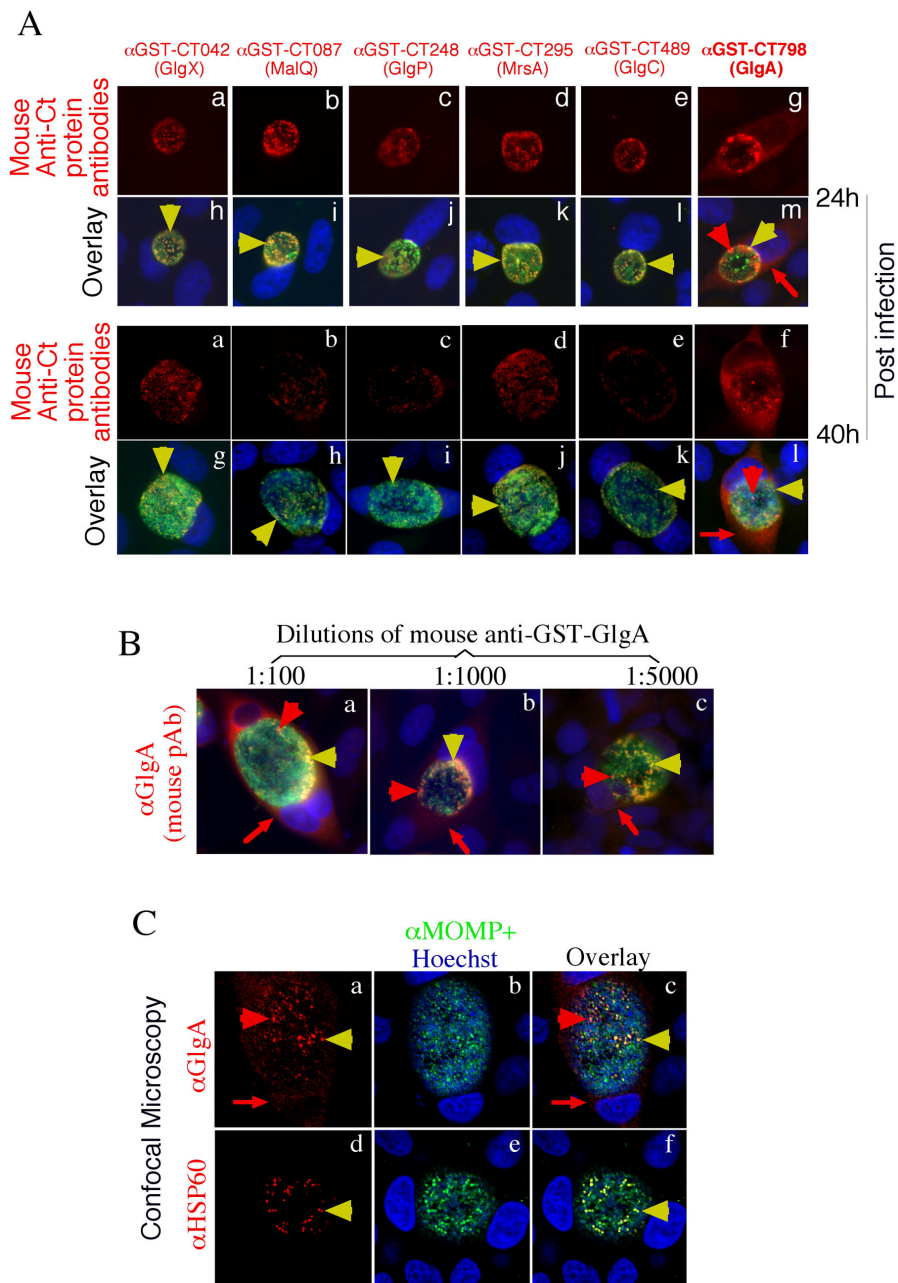 A
αGST-CT042 αGST-CT087 αGST-CT248 αGST-CT295 αGST-CT489 αGST-CT798
(GlgX) (MalQ) (GlgP) (MrsA) (GlgC) (GlgA)
Mouse
Anti-Ct
protein
antibodies
a b c d e g
24h
Overlay
h i j k l m
Post infection
Mouse
Anti-Ct
protein
antibodies
a b c d e f
40h
Overlay
g h i j k l
B
Dilutions of mouse anti-GST-GlgA
1:100 1:1000 1:5000
αGlgA
(mouse pAb)
a b c
C
αMOMP+
Hoechst Overlay
Confocal Microscopy
αGlgA
a b c
αHSP60
d e f